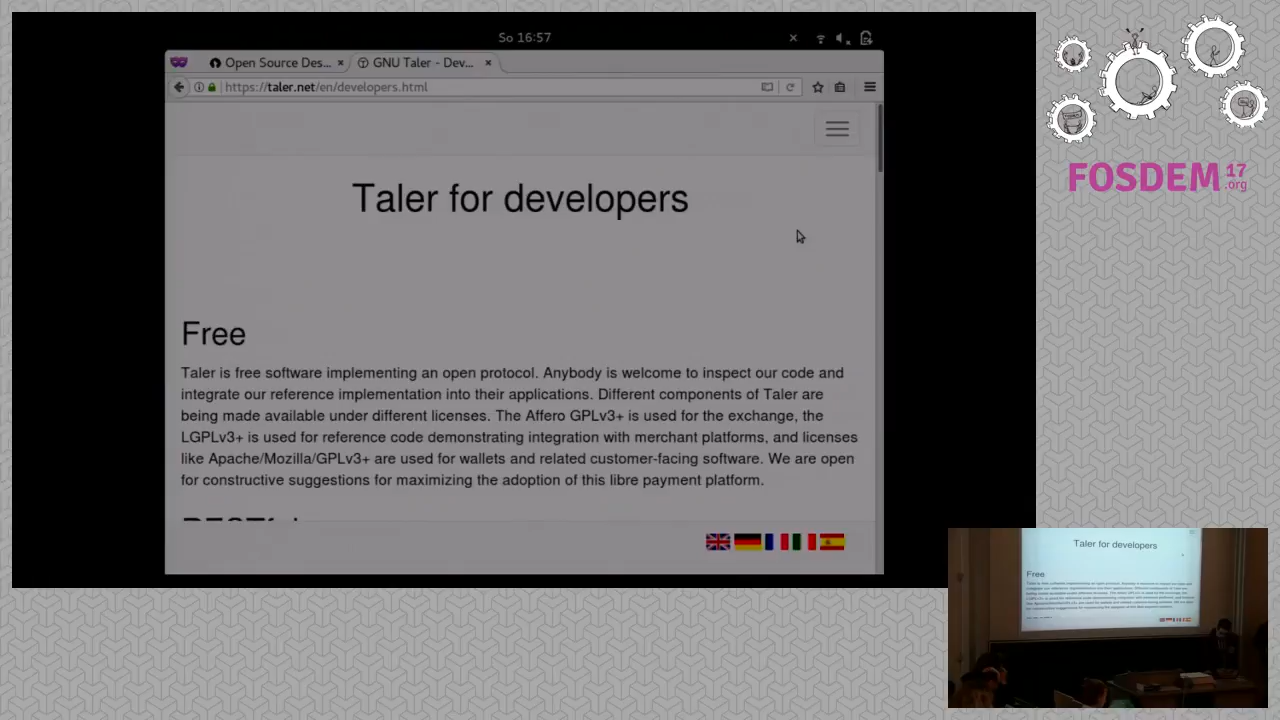 So 16:57
Open Source Des...
GNU Taler - Dev...
https://taler.net/en/developers.html
Taler for developers
Free
Taler is free software implementing an open protocol. Anybody is welcome to inspect our code and
integrate our reference implementation into their applications. Different components of Taler are
being made available under different licenses. The Affero GPLv3+ is used for the exchange, the
LGPLv3+ is used for reference code demonstrating integration with merchant platforms, and licenses
like Apache/Mozilla/GPLv3+ are used for wallets and related customer-facing software. We are open
for constructive suggestions for maximizing the adoption of this libre payment platform.
FOSDEM 17
.org
Taler for developers
Free